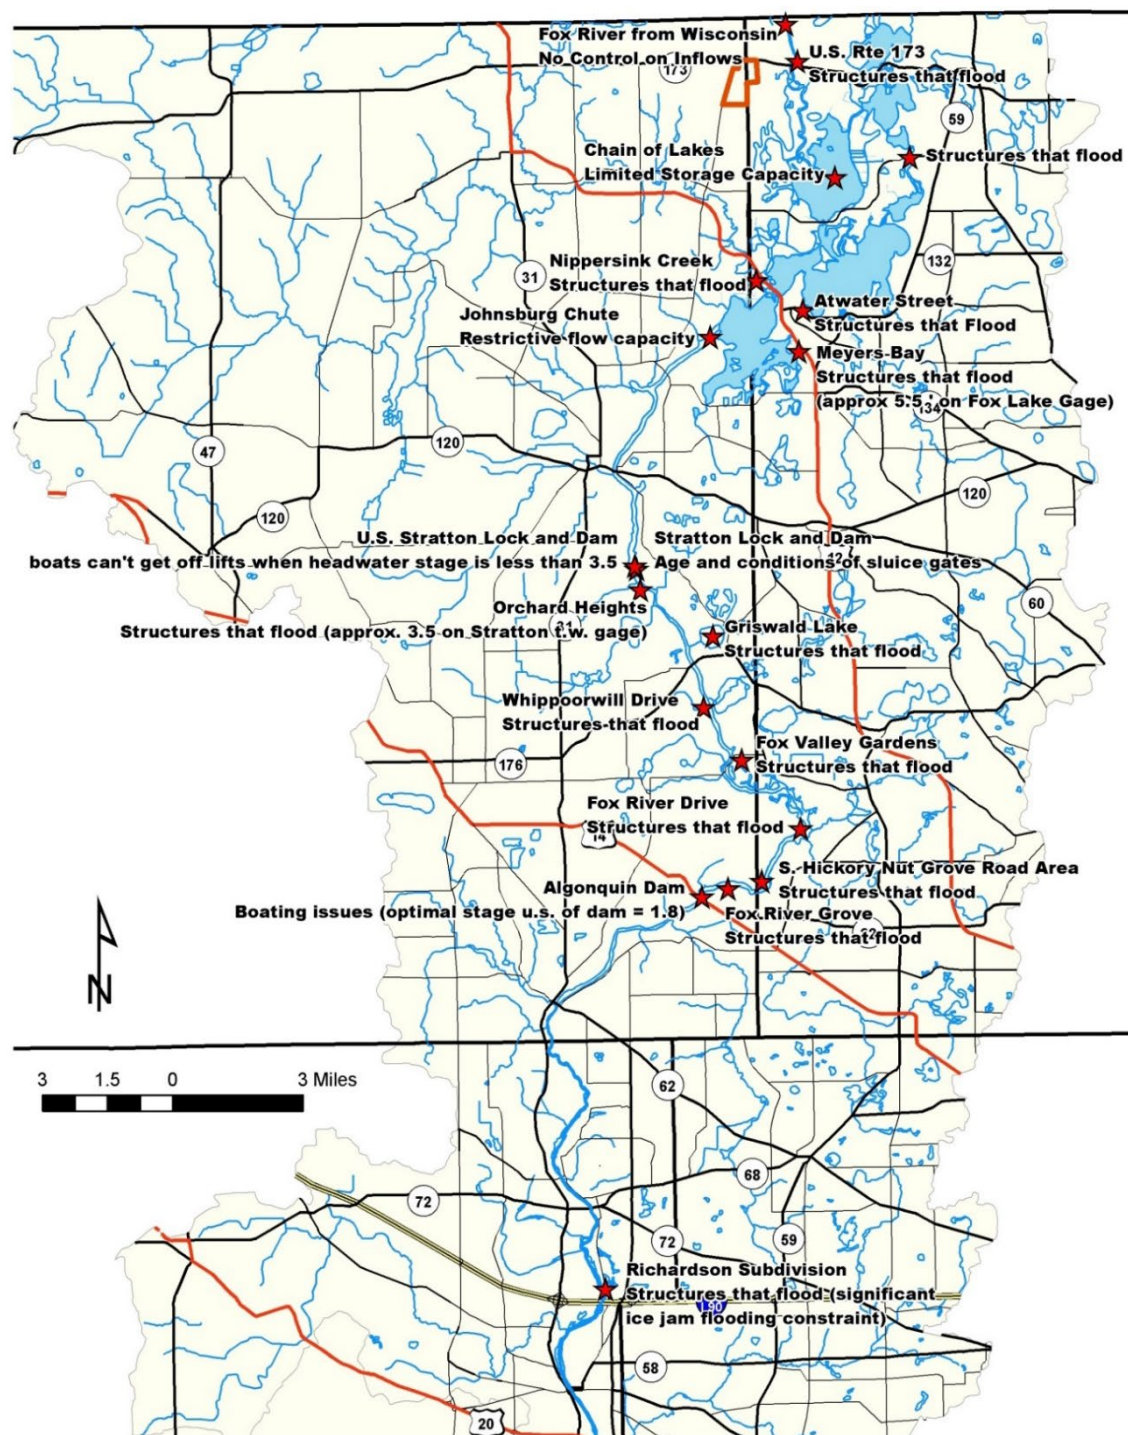 Fox River from Wisconsin
No Control on Inflows
173
U.S. Rte 173
Structures that flood
59
Chain of Lakes
Limited Storage Capacity
Structures that flood
132
31
Nippersink Creek
Structures that flood
Johnsburg Chute
Restrictive flow capacity
Atwater Street
Structures that Flood
Meyers Bay
Structures that flood
(approx 5.5' on Fox Lake Gage)
134
120
47
120
120
U.S. Stratton Lock and Dam
boats can't get off lifts when headwater stage is less than 3.5
Stratton Lock and Dam
Age and conditions of sluice gates
60
Orchard Heights
Structures that flood (approx. 3.5 on Stratton t.w. gage)
31
Griswald Lake
Structures that flood
Whippoorwill Drive
Structures that flood
176
Fox Valley Gardens
Structures that flood
Fox River Drive
Structures that flood
14
S. Hickory Nut Grove Road Area
Structures that flood
Algonquin Dam
Boating issues (optimal stage u.s. of dam = 1.8)
Fox River Grove
Structures that flood
N
3 1.5 0 3 Miles
62
68
72
72
59
Richardson Subdivision
Structures that flood (significant
ice jam flooding constraint)
I-90
58
20